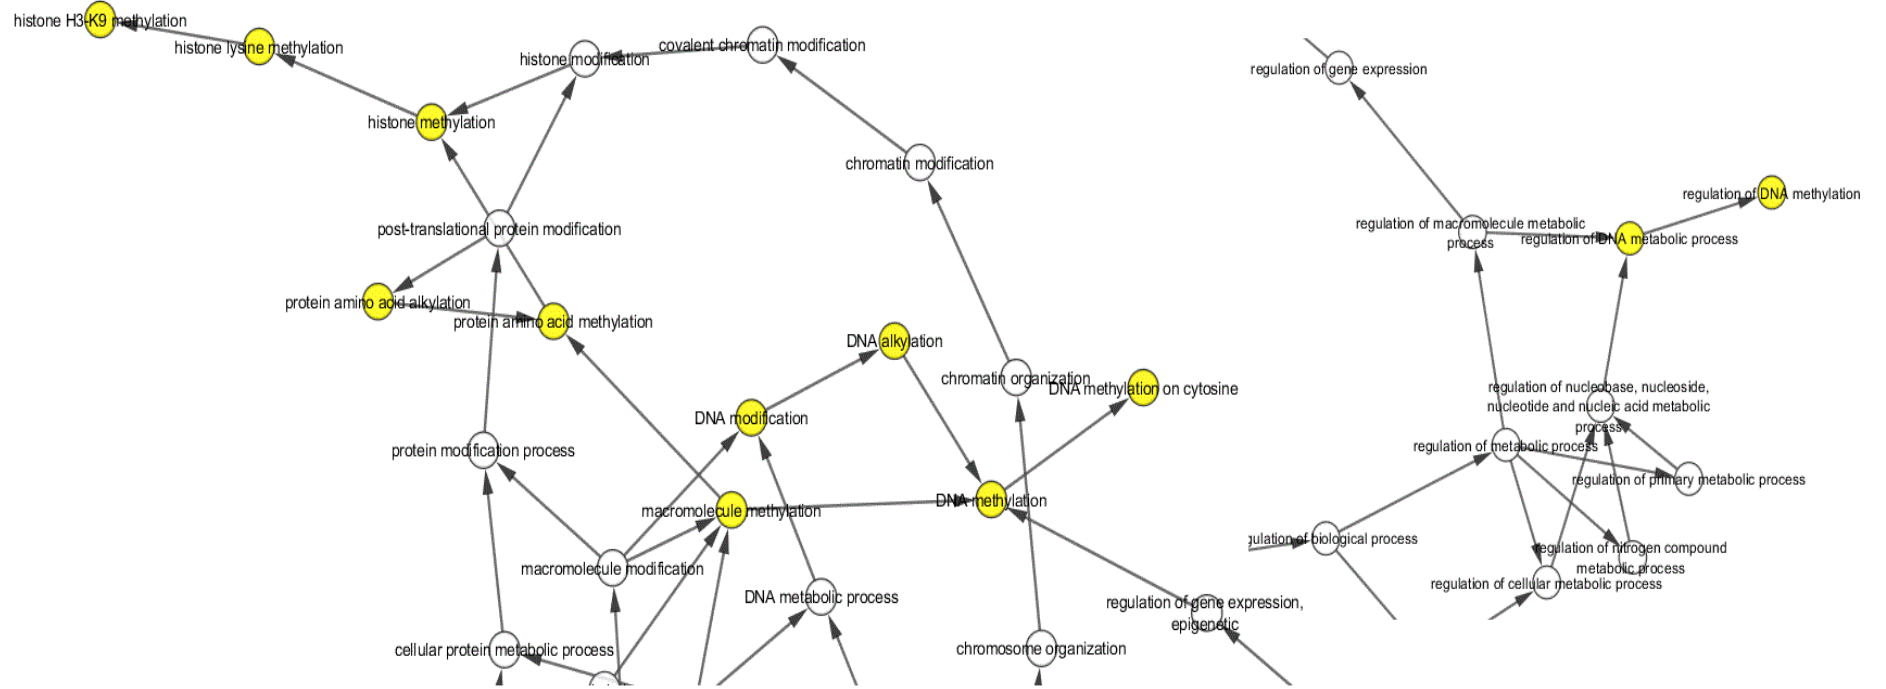 histone H3-K9 methylation
histone lysine methylation
histone modification
covalent chromatin modification
histone methylation
chromatin modification
post-translational protein modification
protein amino acid alkylation
protein amino acid methylation
DNA alkylation
chromatin organization
DNA methylation on cytosine
DNA modification
protein modification process
macromolecule methylation
DNA methylation
macromolecule modification
DNA metabolic process
regulation of gene expression,
epigenetic
cellular protein metabolic process
chromosome organization
regulation of gene expression
regulation of DNA methylation
regulation of macromolecule metabolic
process
regulation of DNA metabolic process
regulation of nucleobase, nucleoside,
nucleotide and nucleic acid metabolic
process
regulation of metabolic process
regulation of primary metabolic process
gulation of biological process
regulation of nitrogen compound
metabolic process
regulation of cellular metabolic process